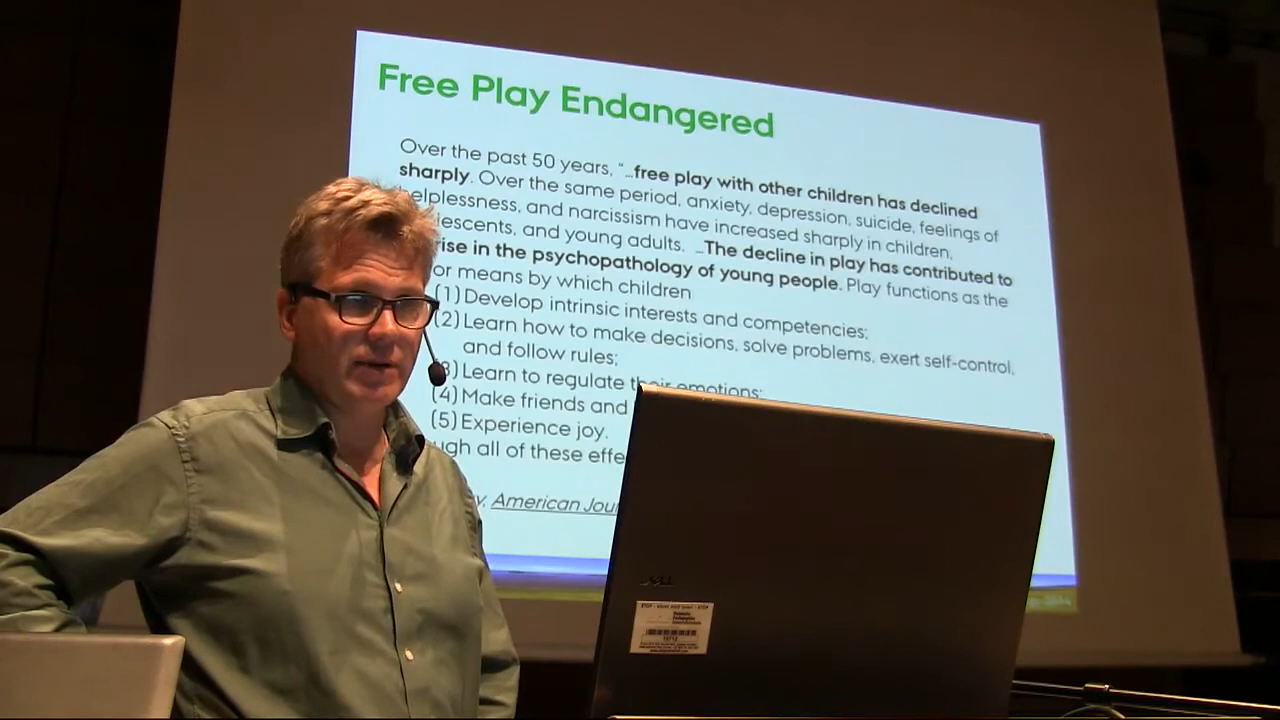 Free Play Endangered
Over the past 50 years, “…free play with other children has declined
sharply. Over the same period, anxiety, depression, suicide, feelings of
elplessness, and narcissism have increased sharply in children,
lescents, and young adults. …The decline in play has contributed to
rise in the psychopathology of young people. Play functions as the
or means by which children
(1) Develop intrinsic interests and competencies;
(2) Learn how to make decisions, solve problems, exert self-control,
and follow rules;
3) Learn to regulate their emotions;
(4) Make friends and
(5) Experience joy.
ugh all of these effe
y, American Jou
DELL